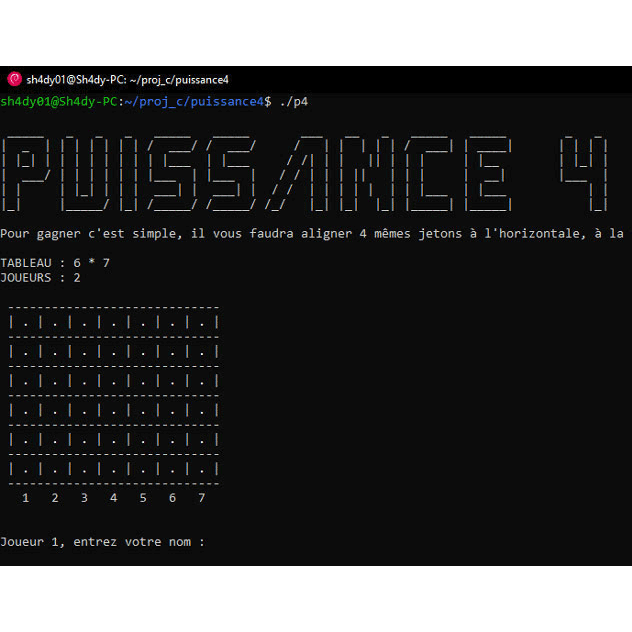 sh4dy01@Sh4dy-PC: ~/proj_c/puissance4
sh4dy01@Sh4dy-PC:~/proj_c/puissance4$ ./p4
PUISSANCE 4
Pour gagner c'est simple, il vous faudra aligner 4 mêmes jetons à l'horizontale, à la
TABLEAU : 6 * 7
JOUEURS : 2
-----------------------------
| . | . | . | . | . | . | . |
-----------------------------
| . | . | . | . | . | . | . |
-----------------------------
| . | . | . | . | . | . | . |
-----------------------------
| . | . | . | . | . | . | . |
-----------------------------
| . | . | . | . | . | . | . |
-----------------------------
| . | . | . | . | . | . | . |
-----------------------------
1 2 3 4 5 6 7
Joueur 1, entrez votre nom :